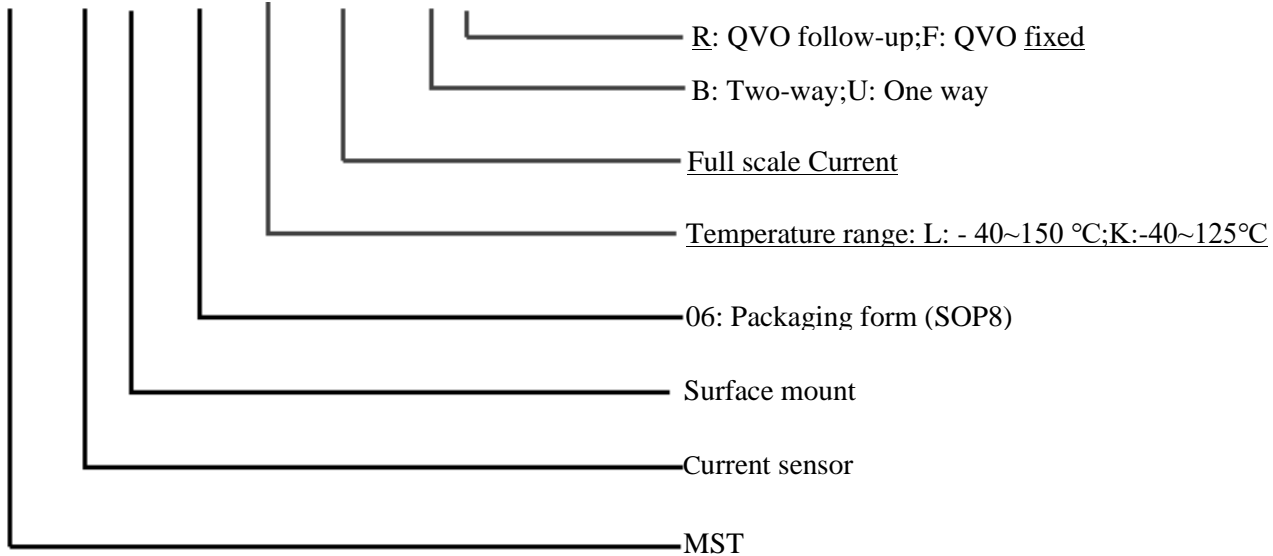 R: QVO follow-up;F: QVO fixed
B: Two-way;U: One way
Full scale Current
Temperature range: L: - 40~150 ℃;K:-40~125℃
06: Packaging form (SOP8)
Surface mount
Current sensor
MST